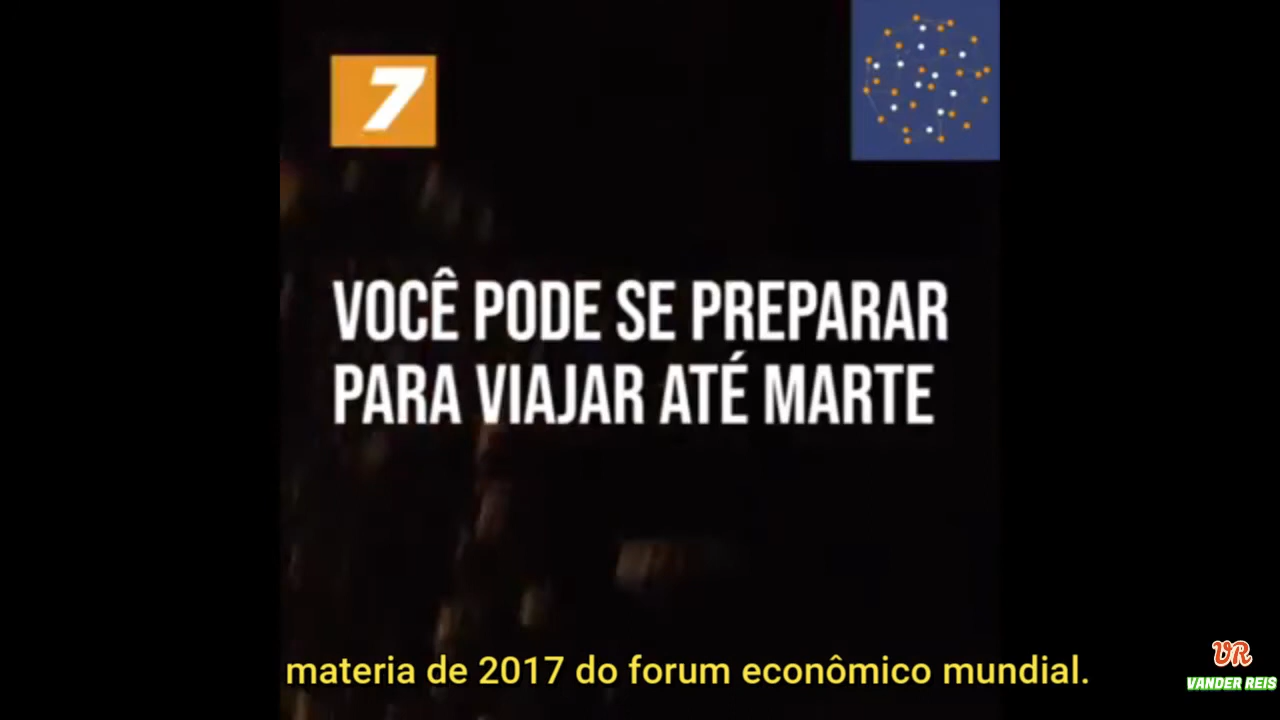 7
VOCÊ PODE SE PREPARAR
PARA VIAJAR ATÉ MARTE
materia de 2017 do forum econômico mundial.
VR
VANDER REIS